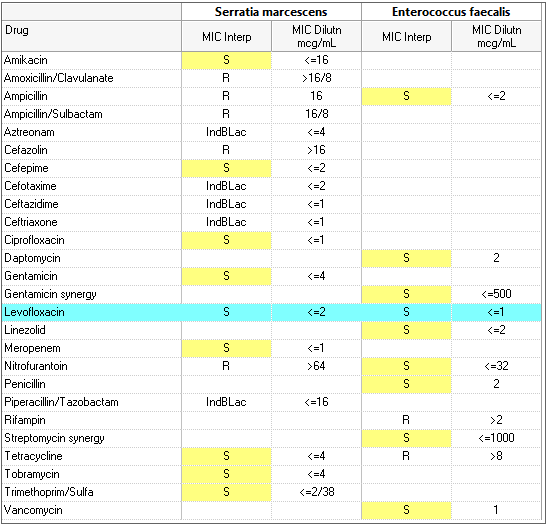 Serratia marcescens Enterococcus faecalis
Drug MIC Interp MIC Dilutn mcg/mL MIC Interp MIC Dilutn mcg/mL
Amikacin S <=16
Amoxicillin/Clavulanate R >16/8
Ampicillin R 16 S <=2
Ampicillin/Sulbactam R 16/8
Aztreonam IndBLac <=4
Cefazolin R >16
Cefepime S <=2
Cefotaxime IndBLac <=2
Ceftazidime IndBLac <=1
Ceftriaxone IndBLac <=1
Ciprofloxacin S <=1
Daptomycin S 2
Gentamicin S <=4
Gentamicin synergy S <=500
Levofloxacin S <=2 S <=1
Linezolid S <=2
Meropenem S <=1
Nitrofurantoin R >64 S <=32
Penicillin S 2
Piperacillin/Tazobactam IndBLac <=16
Rifampin R >2
Streptomycin synergy S <=1000
Tetracycline S <=4 R >8
Tobramycin S <=4
Trimethoprim/Sulfa S <=2/38
Vancomycin S 1